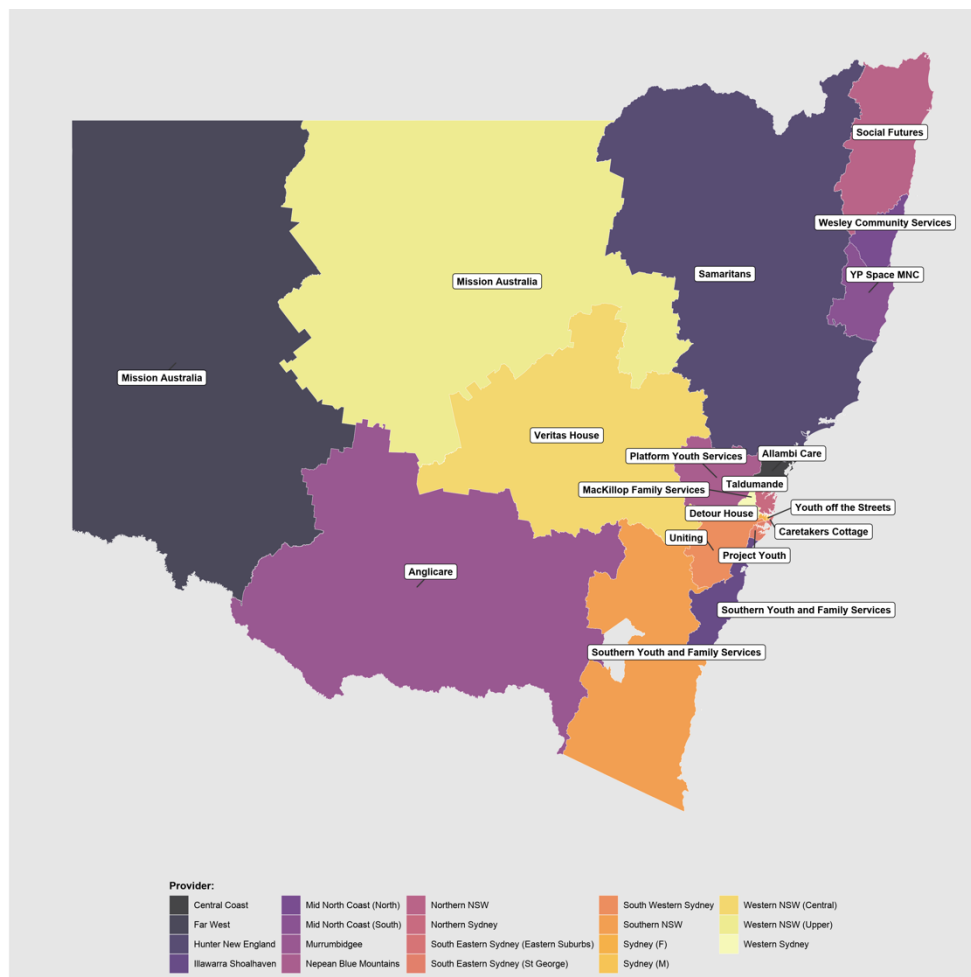 Social Futures
Wesley Community Services
Samaritans
YP Space MNC
Mission Australia
Mission Australia
Veritas House
Allambi Care
Platform Youth Services
Taldumande
MacKillop Family Services
Youth off the Streets
Detour House
Caretakers Cottage
Uniting
Project Youth
Anglicare
Southern Youth and Family Services
Southern Youth and Family Services
Provider:
Central Coast
Far West
Hunter New England
Illawarra Shoalhaven
Mid North Coast (North)
Mid North Coast (South)
Murrumbidgee
Nepean Blue Mountains
Northern NSW
Northern Sydney
South Eastern Sydney (Eastern Suburbs)
South Eastern Sydney (St George)
South Western Sydney
Southern NSW
Sydney (F)
Sydney (M)
Western NSW (Central)
Western NSW (Upper)
Western Sydney